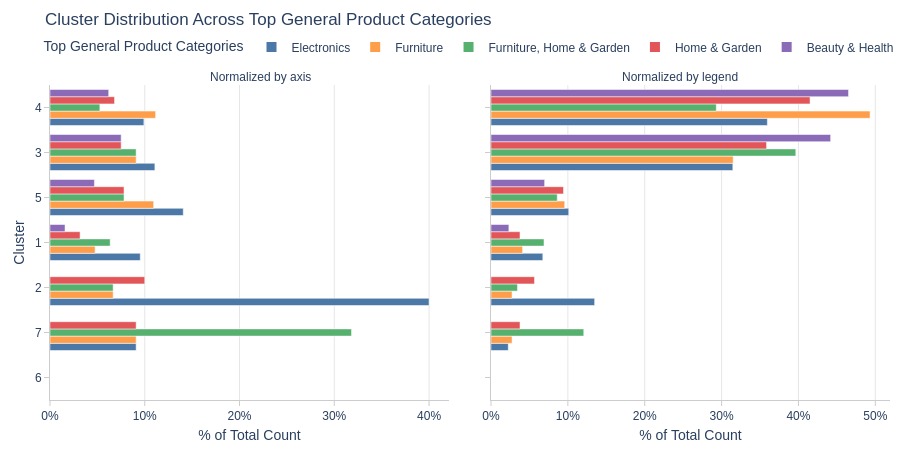 Cluster Distribution Across Top General Product Categories
Top General Product Categories Electronics Furniture Furniture, Home & Garden Home & Garden Beauty & Health
Normalized by axis Normalized by legend
Cluster
4
3
5
1
2
7
6
0% 10% 20% 30% 40% 0% 10% 20% 30% 40% 50%
% of Total Count % of Total Count